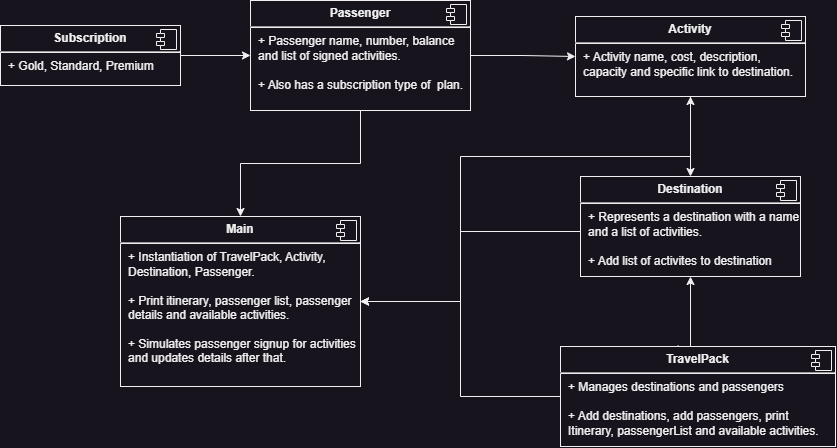 Subscription
+ Gold, Standard, Premium
Passenger
+ Passenger name, number, balance
and list of signed activities.
+ Also has a subscription type of plan.
Activity
+ Activity name, cost, description,
capacity and specific link to destination.
Main
+ Instantiation of TravelPack, Activity,
Destination, Passenger.
+ Print itinerary, passenger list, passenger
details and available activities.
+ Simulates passenger signup for activities
and updates details after that.
Destination
+ Represents a destination with a name
and a list of activities.
+ Add list of activites to destination
TravelPack
+ Manages destinations and passengers
+ Add destinations, add passengers, print
Itinerary, passengerList and available activities.